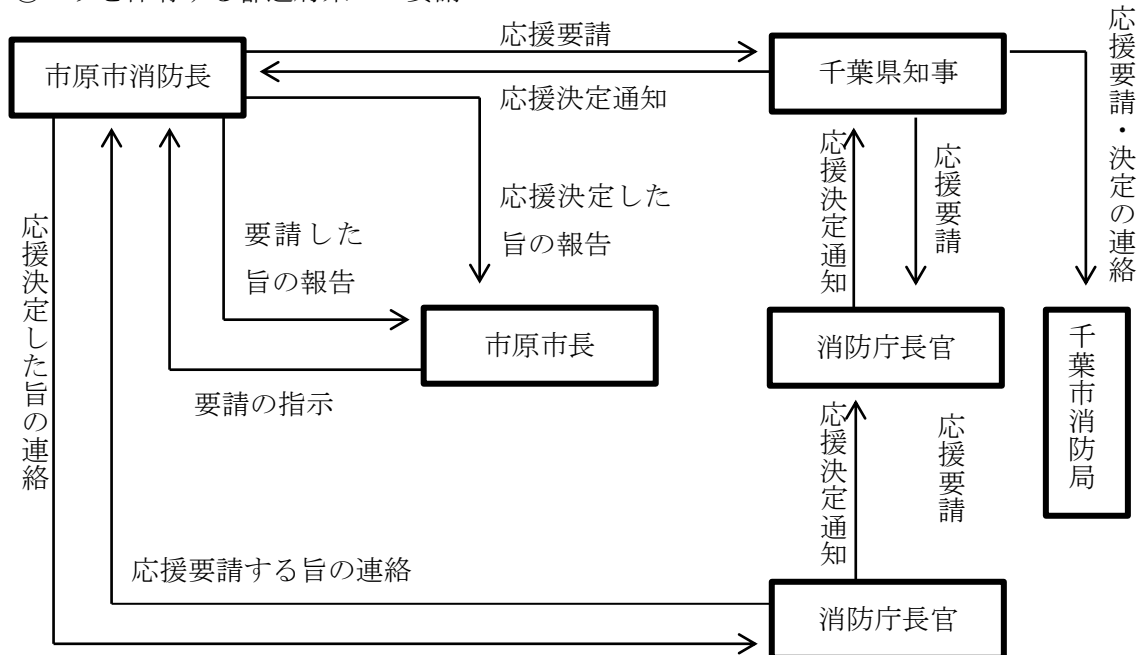 応援要請
市原市消防長
千葉県知事
応援決定通知
応援要請・決定の連絡
応援決定通知
応援要請
応援決定した
旨の報告
要請した
旨の報告
応援決定した旨の連絡
市原市長
消防庁長官
千葉市消防局
要請の指示
応援決定通知
応援要請
応援要請する旨の連絡
消防庁長官